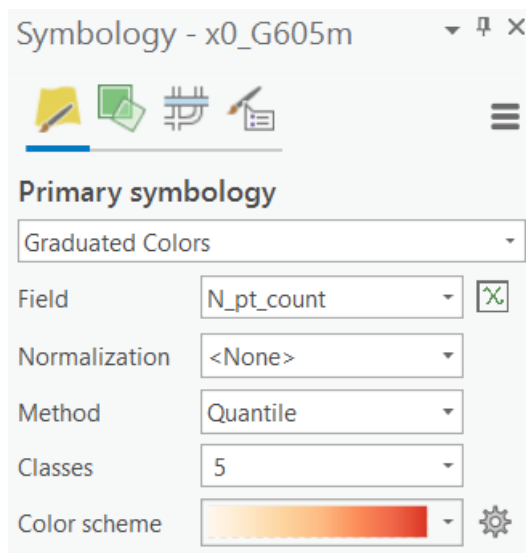 Symbology - x0_G605m
Primary symbology
Graduated Colors
Field N_pt_count
Normalization <None>
Method Quantile
Classes 5
Color scheme